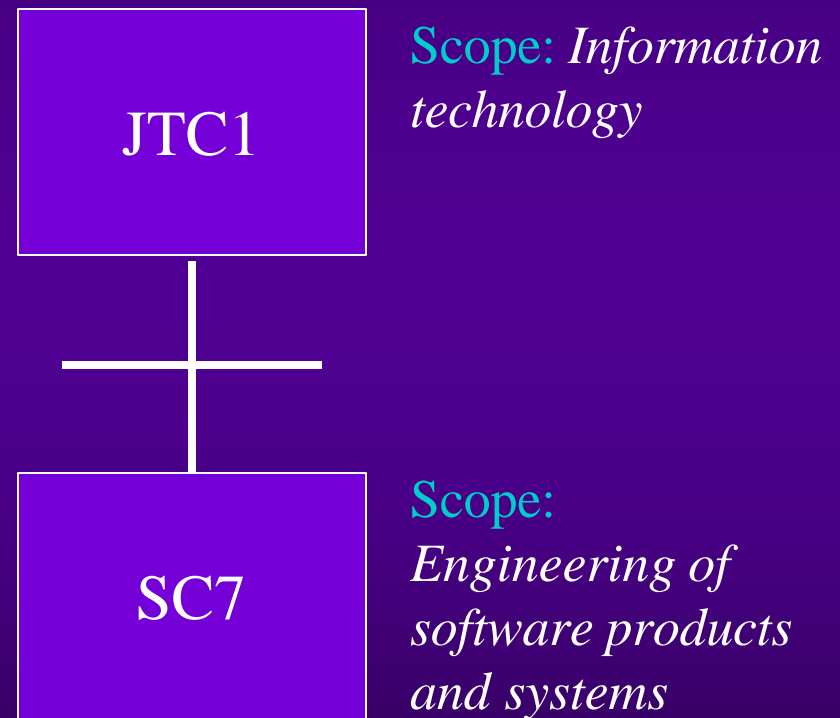 JTC1
Scope: Information
technology
SC7
Scope:
Engineering of
software products
and systems